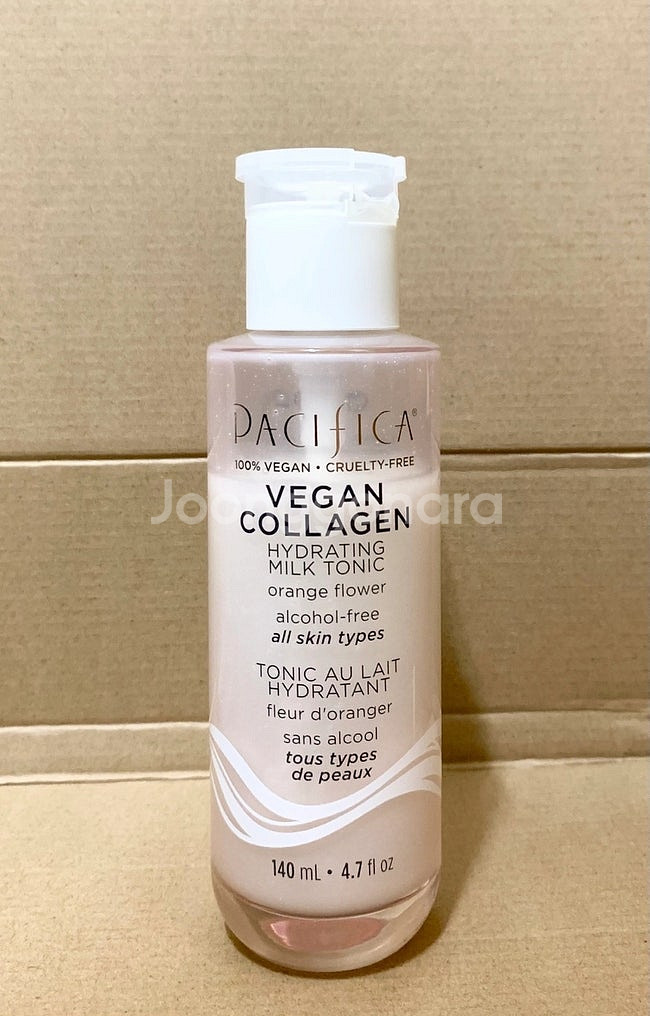 PACIFICA®
100% VEGAN • CRUELTY-FREE
VEGAN
COLLAGEN
HYDRATING
MILK TONIC
orange flower
alcohol-free
all skin types
TONIC AU LAIT
HYDRATANT
fleur d'oranger
sans alcool
tous types
de peaux
140 mL • 4.7 fl oz